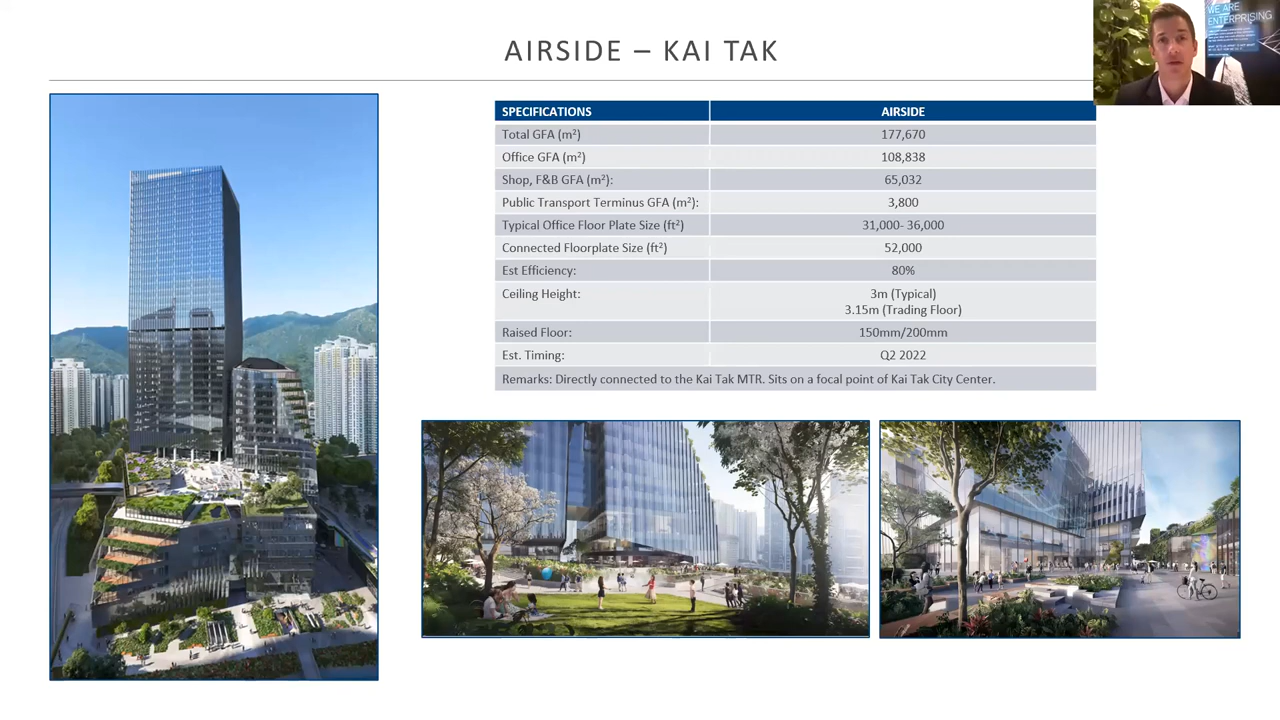 AIRSIDE – KAI TAK
WE ARE
ENTERPRISING
SPECIFICATIONS AIRSIDE
Total GFA (m²) 177,670
Office GFA (m²) 108,838
Shop, F&B GFA (m²): 65,032
Public Transport Terminus GFA (m²): 3,800
Typical Office Floor Plate Size (ft²) 31,000- 36,000
Connected Floorplate Size (ft²) 52,000
Est Efficiency: 80%
Ceiling Height: 3m (Typical)
3.15m (Trading Floor)
Raised Floor: 150mm/200mm
Est. Timing: Q2 2022
Remarks: Directly connected to the Kai Tak MTR. Sits on a focal point of Kai Tak City Center.